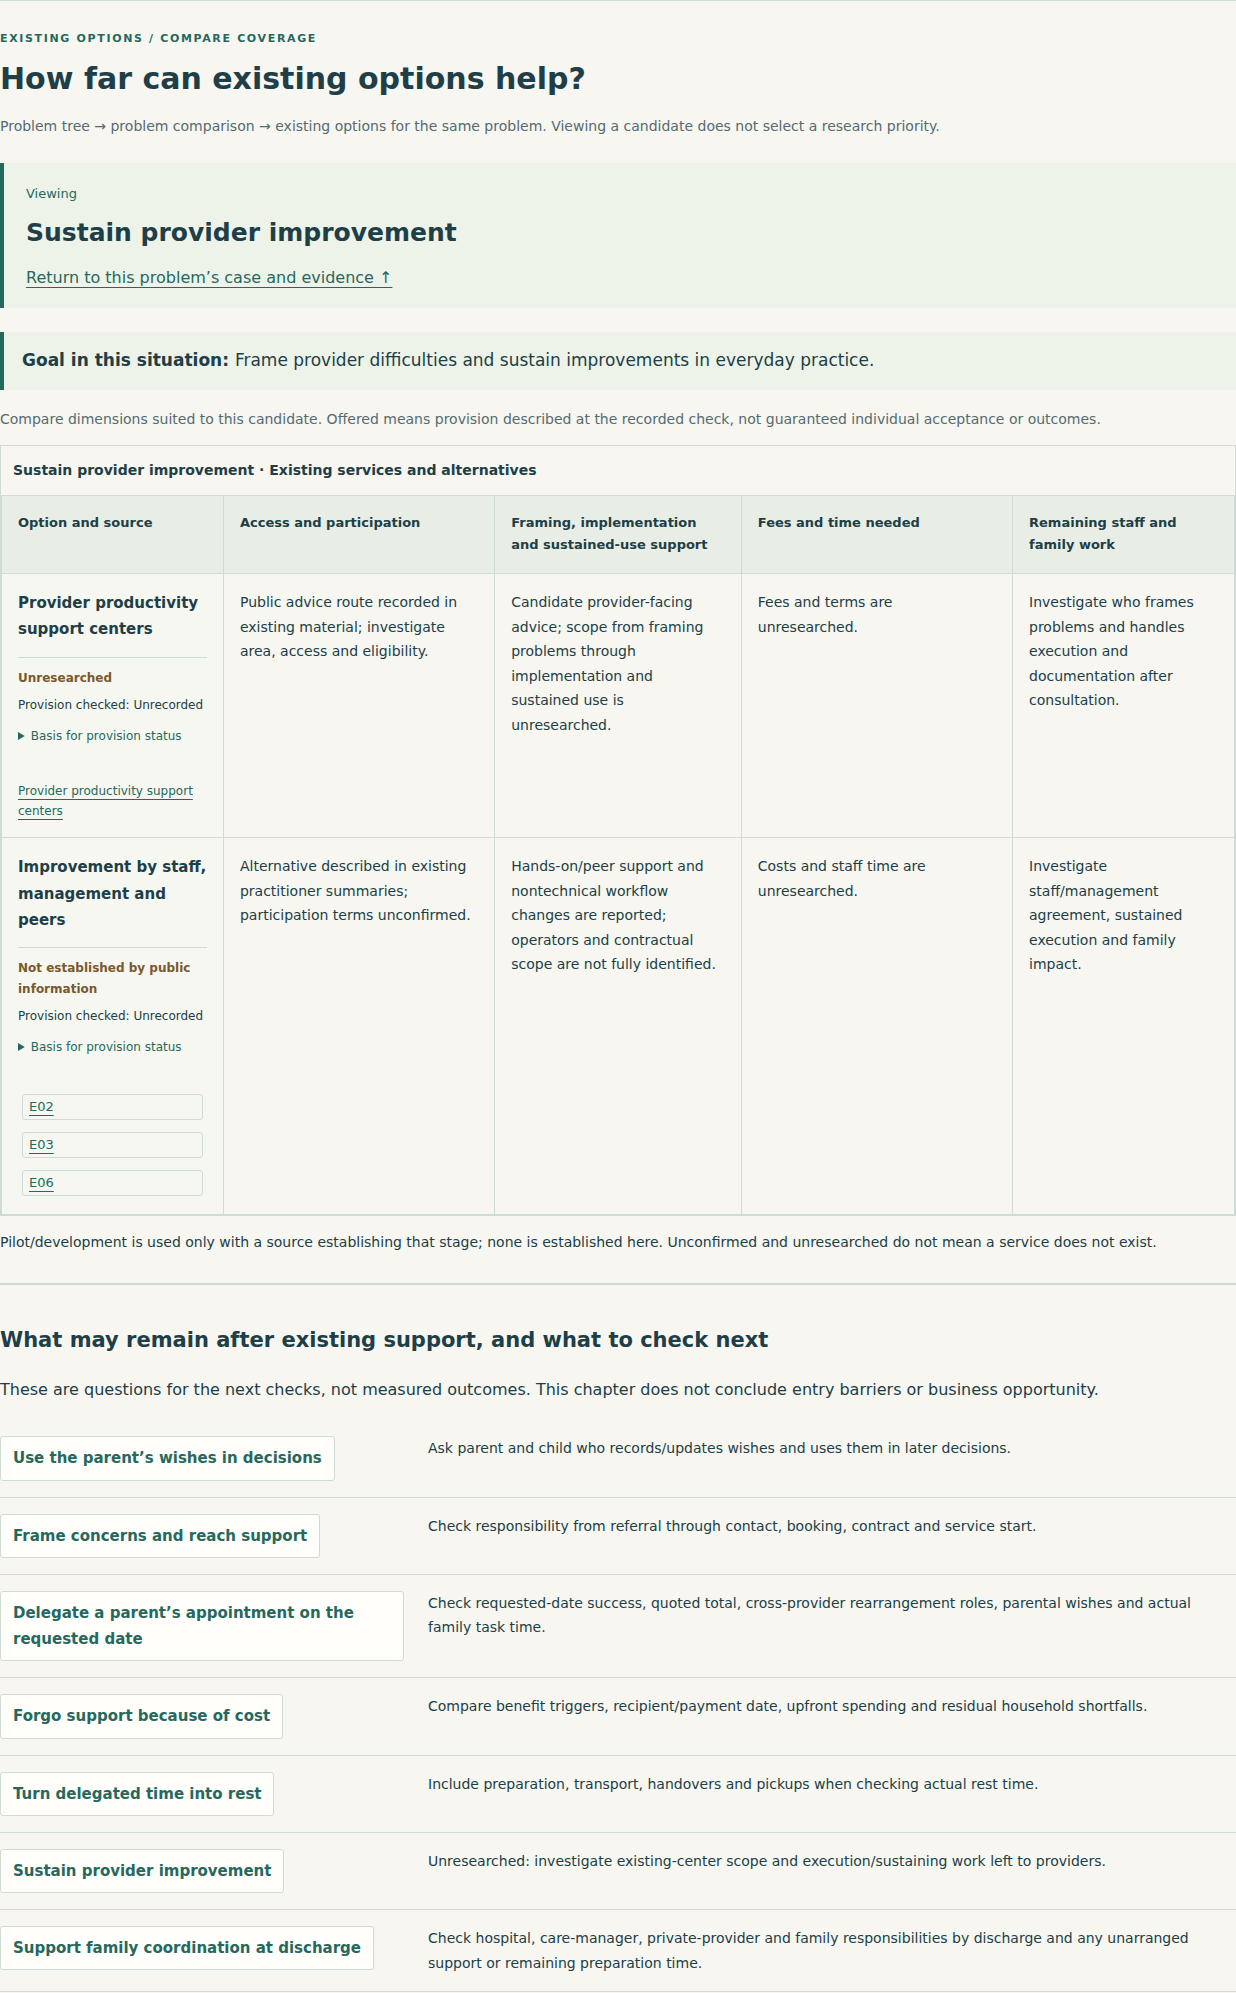 EXISTING OPTIONS / COMPARE COVERAGE
How far can existing options help?
Problem tree → problem comparison → existing options for the same problem. Viewing a candidate does not select a research priority.
Viewing
Sustain provider improvement
Return to this problem’s case and evidence ↑
Goal in this situation: Frame provider difficulties and sustain improvements in everyday practice.
Compare dimensions suited to this candidate. Offered means provision described at the recorded check, not guaranteed individual acceptance or outcomes.
Sustain provider improvement · Existing services and alternatives
Option and source
Access and participation
Framing, implementation
and sustained-use support
Fees and time needed
Remaining staff and
family work
Provider productivity
support centers
Unresearched
Provision checked: Unrecorded
▶ Basis for provision status
Provider productivity support
centers
Public advice route recorded in
existing material; investigate
area, access and eligibility.
Candidate provider-facing
advice; scope from framing
problems through
implementation and
sustained use is
unresearched.
Fees and terms are
unresearched.
Investigate who frames
problems and handles
execution and
documentation after
consultation.
Improvement by staff,
management and
peers
Not established by public
information
Provision checked: Unrecorded
▶ Basis for provision status
E02
E03
E06
Alternative described in existing
practitioner summaries;
participation terms unconfirmed.
Hands-on/peer support and
nontechnical workflow
changes are reported;
operators and contractual
scope are not fully identified.
Costs and staff time are
unresearched.
Investigate
staff/management
agreement, sustained
execution and family
impact.
Pilot/development is used only with a source establishing that stage; none is established here. Unconfirmed and unresearched do not mean a service does not exist.
What may remain after existing support, and what to check next
These are questions for the next checks, not measured outcomes. This chapter does not conclude entry barriers or business opportunity.
Use the parent’s wishes in decisions
Ask parent and child who records/updates wishes and uses them in later decisions.
Frame concerns and reach support
Check responsibility from referral through contact, booking, contract and service start.
Delegate a parent’s appointment on the
requested date
Check requested-date success, quoted total, cross-provider rearrangement roles, parental wishes and actual
family task time.
Forgo support because of cost
Compare benefit triggers, recipient/payment date, upfront spending and residual household shortfalls.
Turn delegated time into rest
Include preparation, transport, handovers and pickups when checking actual rest time.
Sustain provider improvement
Unresearched: investigate existing-center scope and execution/sustaining work left to providers.
Support family coordination at discharge
Check hospital, care-manager, private-provider and family responsibilities by discharge and any unarranged
support or remaining preparation time.